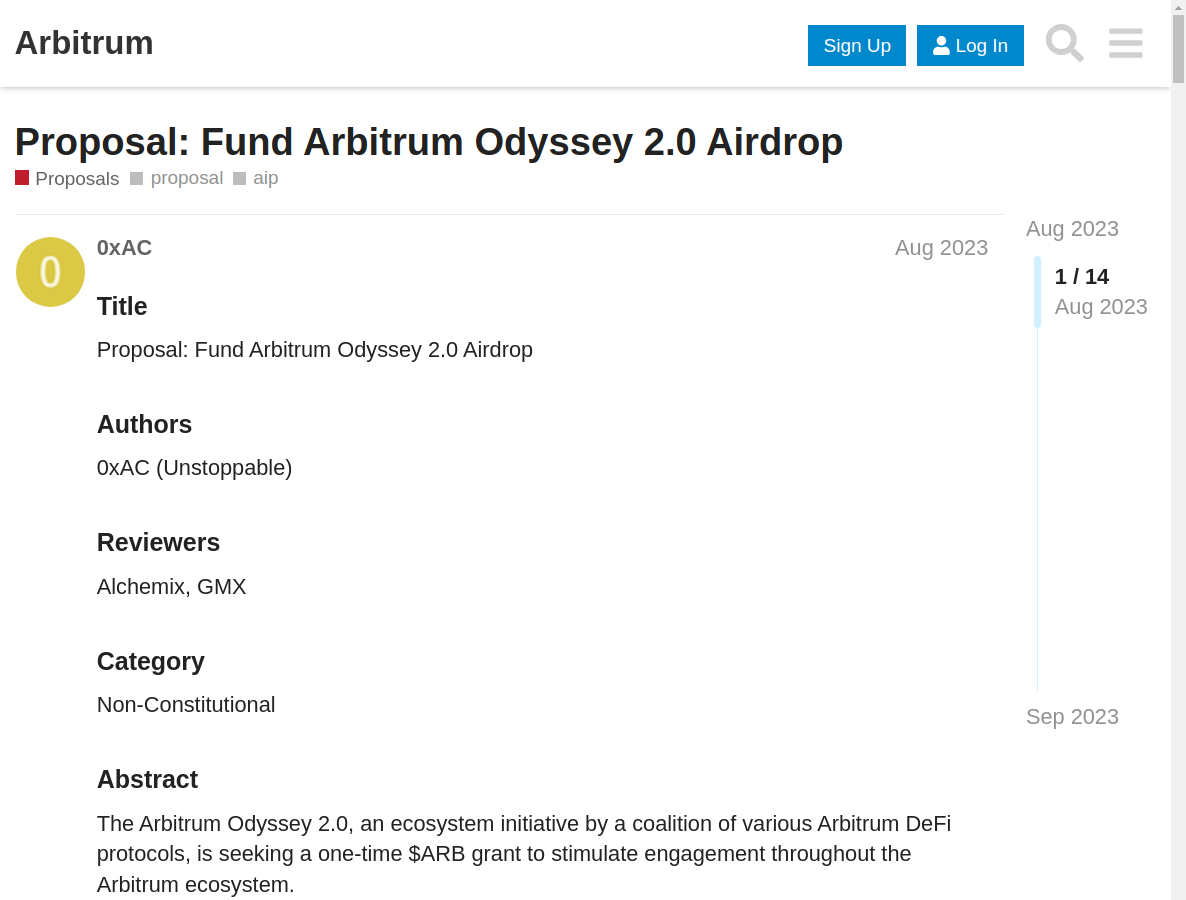 Arbitrum
Sign Up
Log In
Proposal: Fund Arbitrum Odyssey 2.0 Airdrop
Proposals proposal aip
0
0xAC
Aug 2023
Title
Proposal: Fund Arbitrum Odyssey 2.0 Airdrop
Authors
0xAC (Unstoppable)
Reviewers
Alchemix, GMX
Category
Non-Constitutional
Abstract
The Arbitrum Odyssey 2.0, an ecosystem initiative by a coalition of various Arbitrum DeFi
protocols, is seeking a one-time $ARB grant to stimulate engagement throughout the
Arbitrum ecosystem.
Aug 2023
1 / 14
Aug 2023
Sep 2023